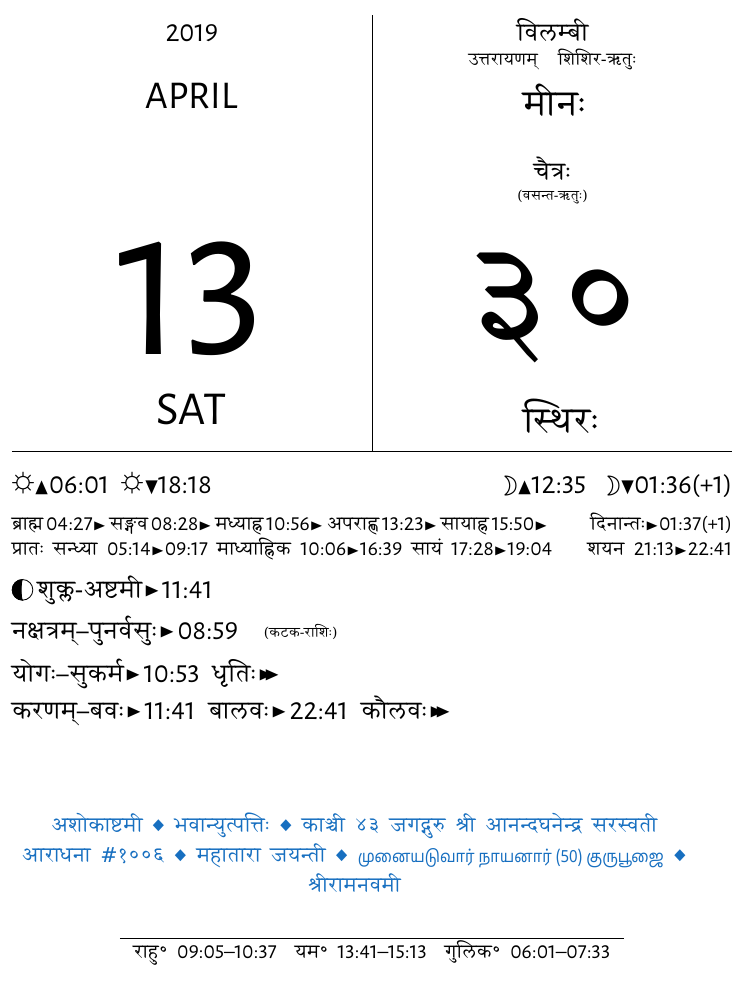 2019
APRIL
13
SAT
विलम्बी
उत्तरायणम् शिशिर-ऋतुः
मीनः
चैत्रः
(वसन्त-ऋतुः)
३०
स्थिरः
☼▲06:01 ☼▼18:18 ☽▲12:35 ☽▼01:36(+1)
ब्राह्म 04:27► सङ्गव 08:28► मध्याह्न 10:56► अपराह्ण 13:23► सायाह्न 15:50► दिनान्तः►01:37(+1)
प्रातः सन्ध्या 05:14►09:17 माध्याह्निक 10:06►16:39 सायं 17:28►19:04 शयन 21:13►22:41
शुक्ल-अष्टमी►11:41
नक्षत्रम्–पुनर्वसुः►08:59 (कटक-राशिः)
योगः–सुकर्म►10:53 धृतिः►►
करणम्–बवः►11:41 बालवः►22:41 कौलवः►►
अशोकाष्टमी ◆ भवान्युत्पत्तिः ◆ काञ्ची ४३ जगद्गुरु श्री आनन्दघनेन्द्र सरस्वती
आराधना #१००६ ◆ महातारा जयन्ती ◆ முனையடுவார் நாயனார் (50) குருபூஜை ◆
श्रीरामनवमी
राहु° 09:05–10:37 यम° 13:41–15:13 गुलिक° 06:01–07:33